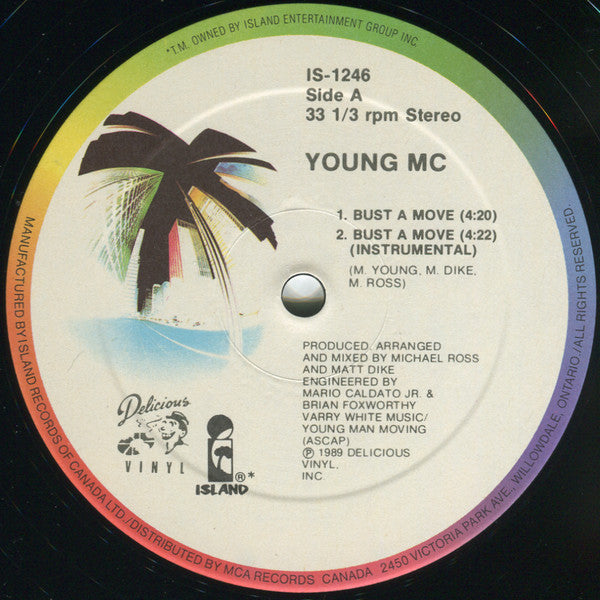 *T.M. OWNED BY ISLAND ENTERTAINMENT GROUP INC
IS-1246
Side A
33 1/3 rpm Stereo
YOUNG MC
1. BUST A MOVE (4:20)
2. BUST A MOVE (4:22)
(INSTRUMENTAL)
(M. YOUNG, M. DIKE,
M. ROSS)
PRODUCED, ARRANGED
AND MIXED BY MICHAEL ROSS
AND MATT DIKE
ENGINEERED BY
MARIO CALDATO JR. &
BRIAN FOXWORTHY
VARRY WHITE MUSIC/
YOUNG MAN MOVING
(ASCAP)
℗ 1989 DELICIOUS
VINYL.
INC
Delicious
VINYL
ISLAND ®*
MANUFACTURED BY ISLAND RECORDS OF CANADA LTD./DISTRIBUTED BY MCA RECORDS CANADA 2450 VICTORIA PARK AVE., WILLOWDALE, ONTARIO./ALL RIGHTS RESERVED.